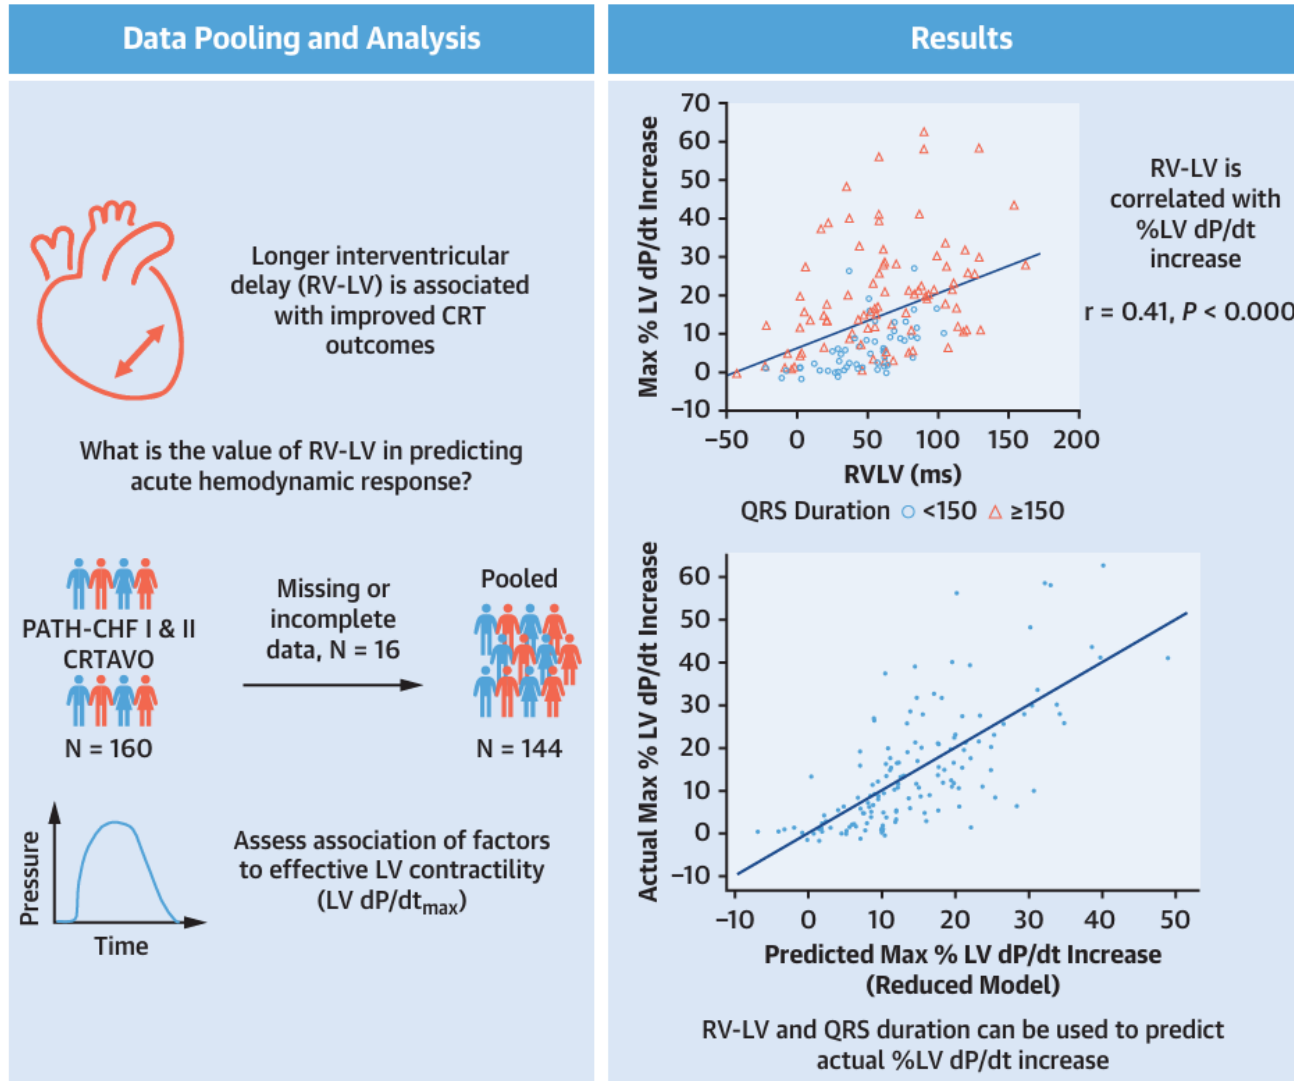 Data Pooling and Analysis
Longer interventricular
delay (RV-LV) is associated
with improved CRT
outcomes
What is the value of RV-LV in predicting
acute hemodynamic response?
PATH-CHF I & II
CRTAVO
N = 160
Missing or
incomplete
data, N = 16
Pooled
N = 144
Pressure
Time
Assess association of factors
to effective LV contractility
(LV dP/dtmax)
Results
Max % LV dP/dt Increase
70
60
50
40
30
20
10
0
−10
−50 0 50 100 150 200
RVLV (ms)
QRS Duration <150 ≥150
RV-LV is
correlated with
%LV dP/dt
increase
r = 0.41, P < 0.000
Actual Max % LV dP/dt Increase
60
50
40
30
20
10
0
−10
−10 0 10 20 30 40 50
Predicted Max % LV dP/dt Increase
(Reduced Model)
RV-LV and QRS duration can be used to predict
actual %LV dP/dt increase